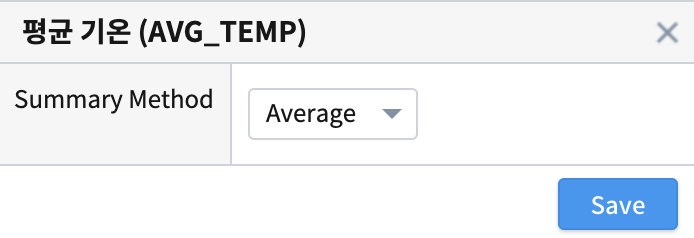 평균 기온 (AVG_TEMP)
Summary Method
Average
Save